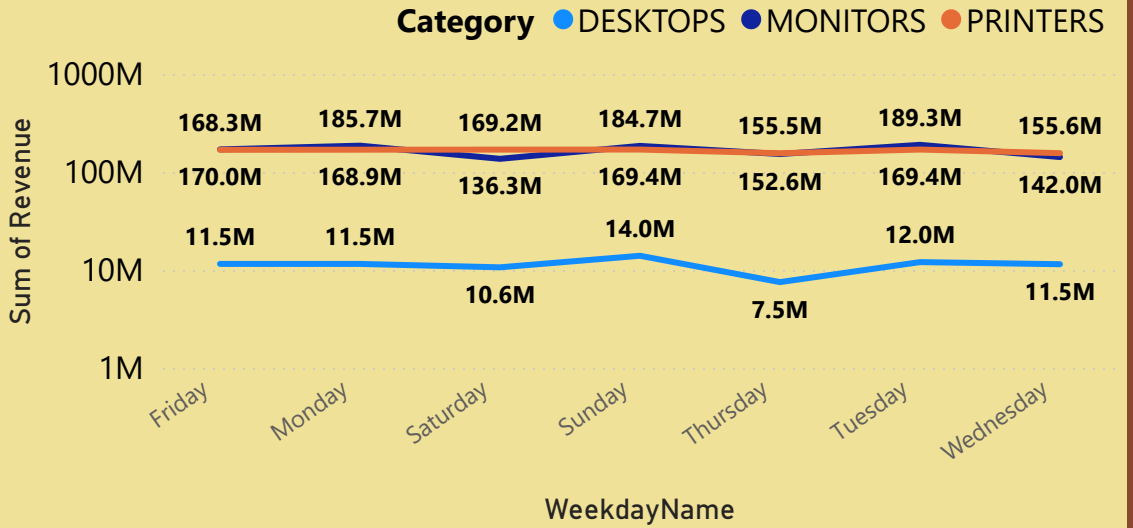 Category DESKTOPS MONITORS PRINTERS
1000M
168.3M 185.7M 169.2M 184.7M 155.5M 189.3M 155.6M
100M
170.0M 168.9M 136.3M 169.4M 152.6M 169.4M 142.0M
11.5M 11.5M 14.0M 12.0M
10M
10.6M 7.5M 11.5M
1M
Friday Monday Saturday Sunday Thursday Tuesday Wednesday
Sum of Revenue
WeekdayName